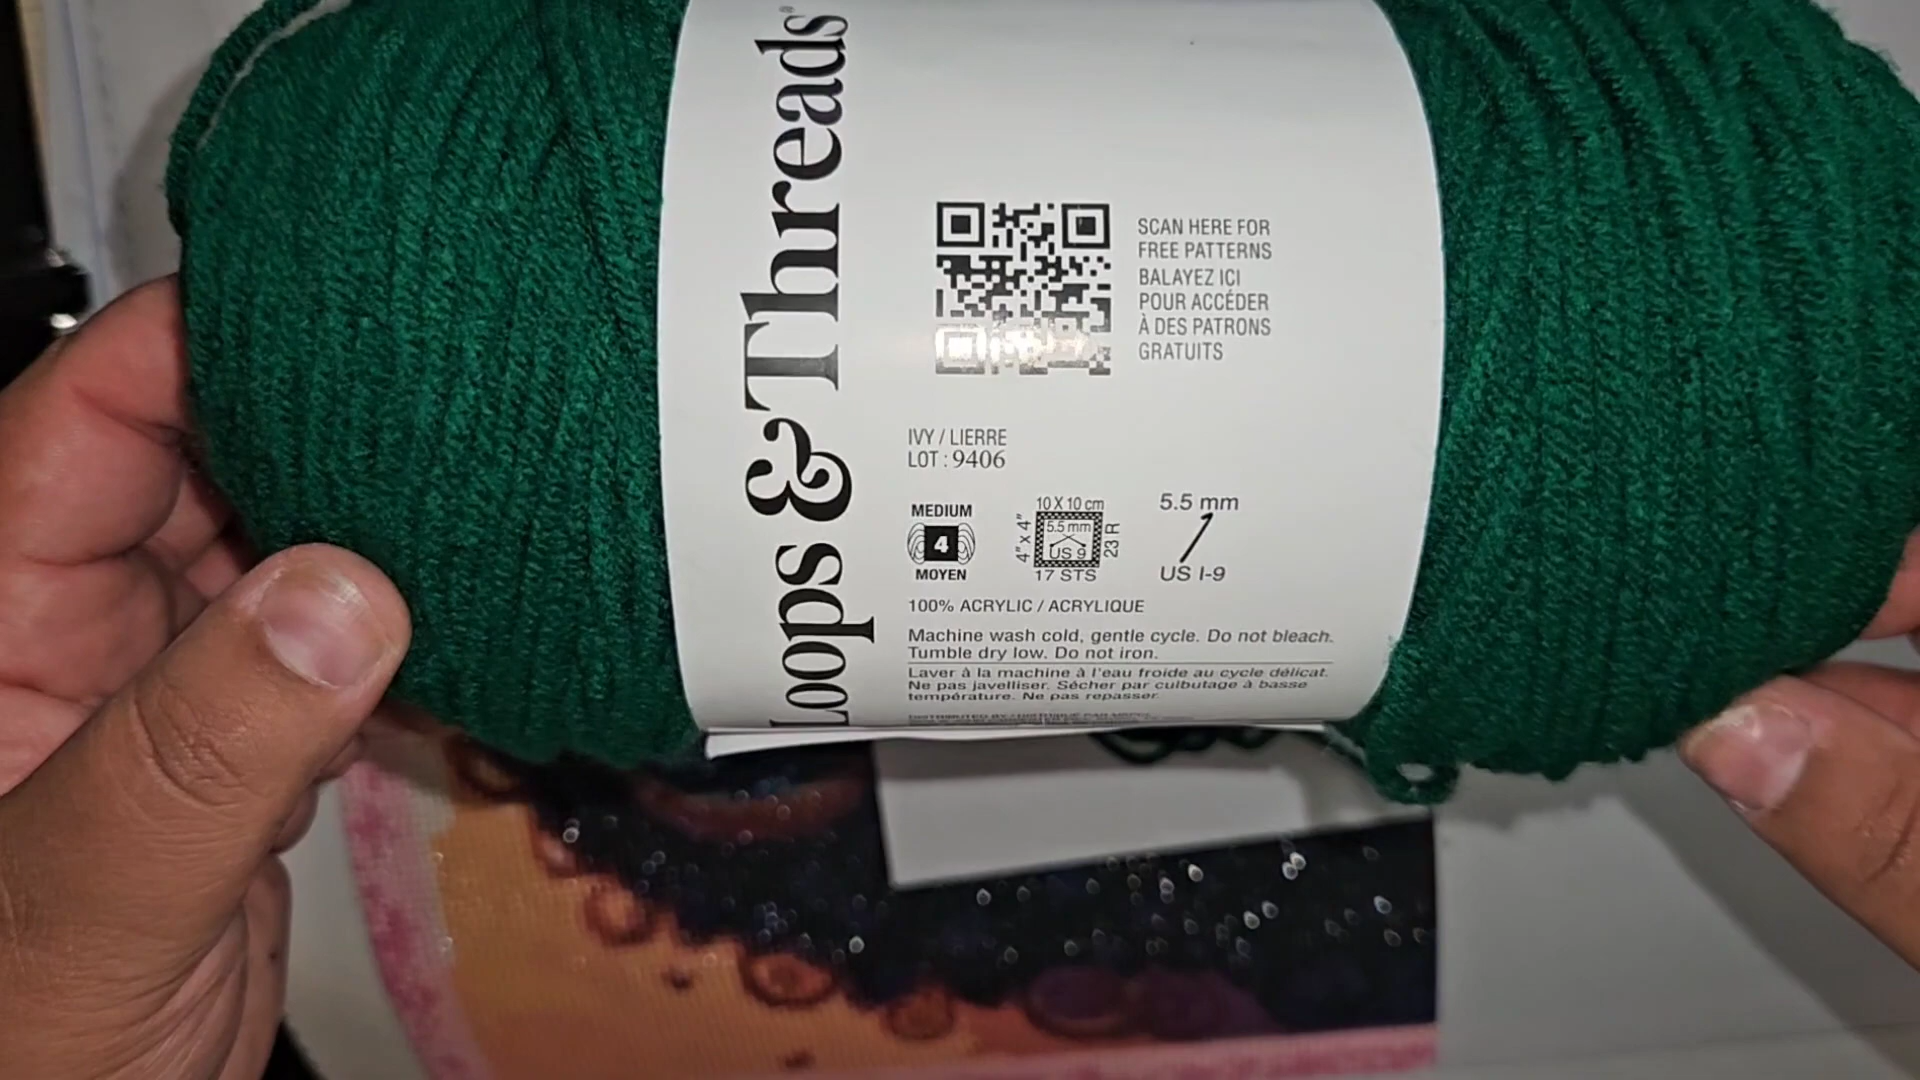 Loops & Threads®
SCAN HERE FOR
FREE PATTERNS
BALAYEZ ICI
POUR ACCÉDER
À DES PATRONS
GRATUITS
IVY / LIERRE
LOT : 9406
MEDIUM
4
MOYEN
10 X 10 cm
4" x 4"
5.5 mm
US 9
23 R
17 STS
5.5 mm
US I-9
100% ACRYLIC / ACRYLIQUE
Machine wash cold, gentle cycle. Do not bleach.
Tumble dry low. Do not iron.
Laver à la machine à l'eau froide au cycle délicat.
Ne pas javelliser. Sécher par culbutage à basse
température. Ne pas repasser.